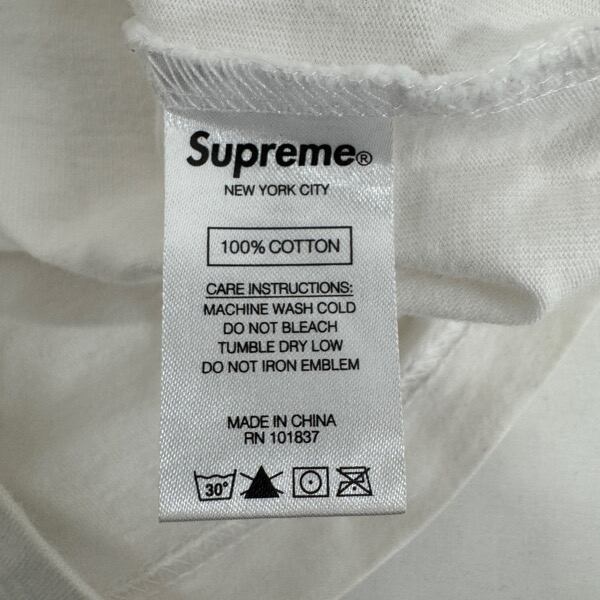 Supreme®
NEW YORK CITY
100% COTTON
CARE INSTRUCTIONS:
MACHINE WASH COLD
DO NOT BLEACH
TUMBLE DRY LOW
DO NOT IRON EMBLEM
MADE IN CHINA
RN 101837
30°